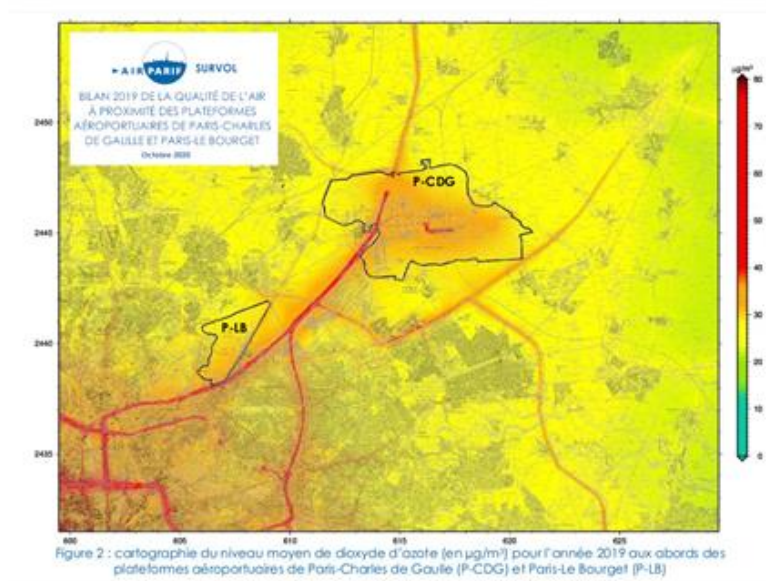 AIRPARIF SURVOL
BILAN 2019 DE LA QUALITÉ DE L'AIR
À PROXIMITÉ DES PLATEFORMES
AÉROPORTUAIRES DE PARIS-CHARLES
DE GAULLE ET PARIS-LE BOURGET
Octobre 2020
µg/m³
80
70
60
50
40
30
20
10
0
2450
2440
2440
2435
P-CDG
P-LB
600
605
610
615
620
625
Figure 2 : cartographie du niveau moyen de dioxyde d'azote (en µg/m³) pour l'année 2019 aux abords des
plateformes aéroportuaires de Paris-Charles de Gaulle (P-CDG) et Paris-Le Bourget (P-LB)